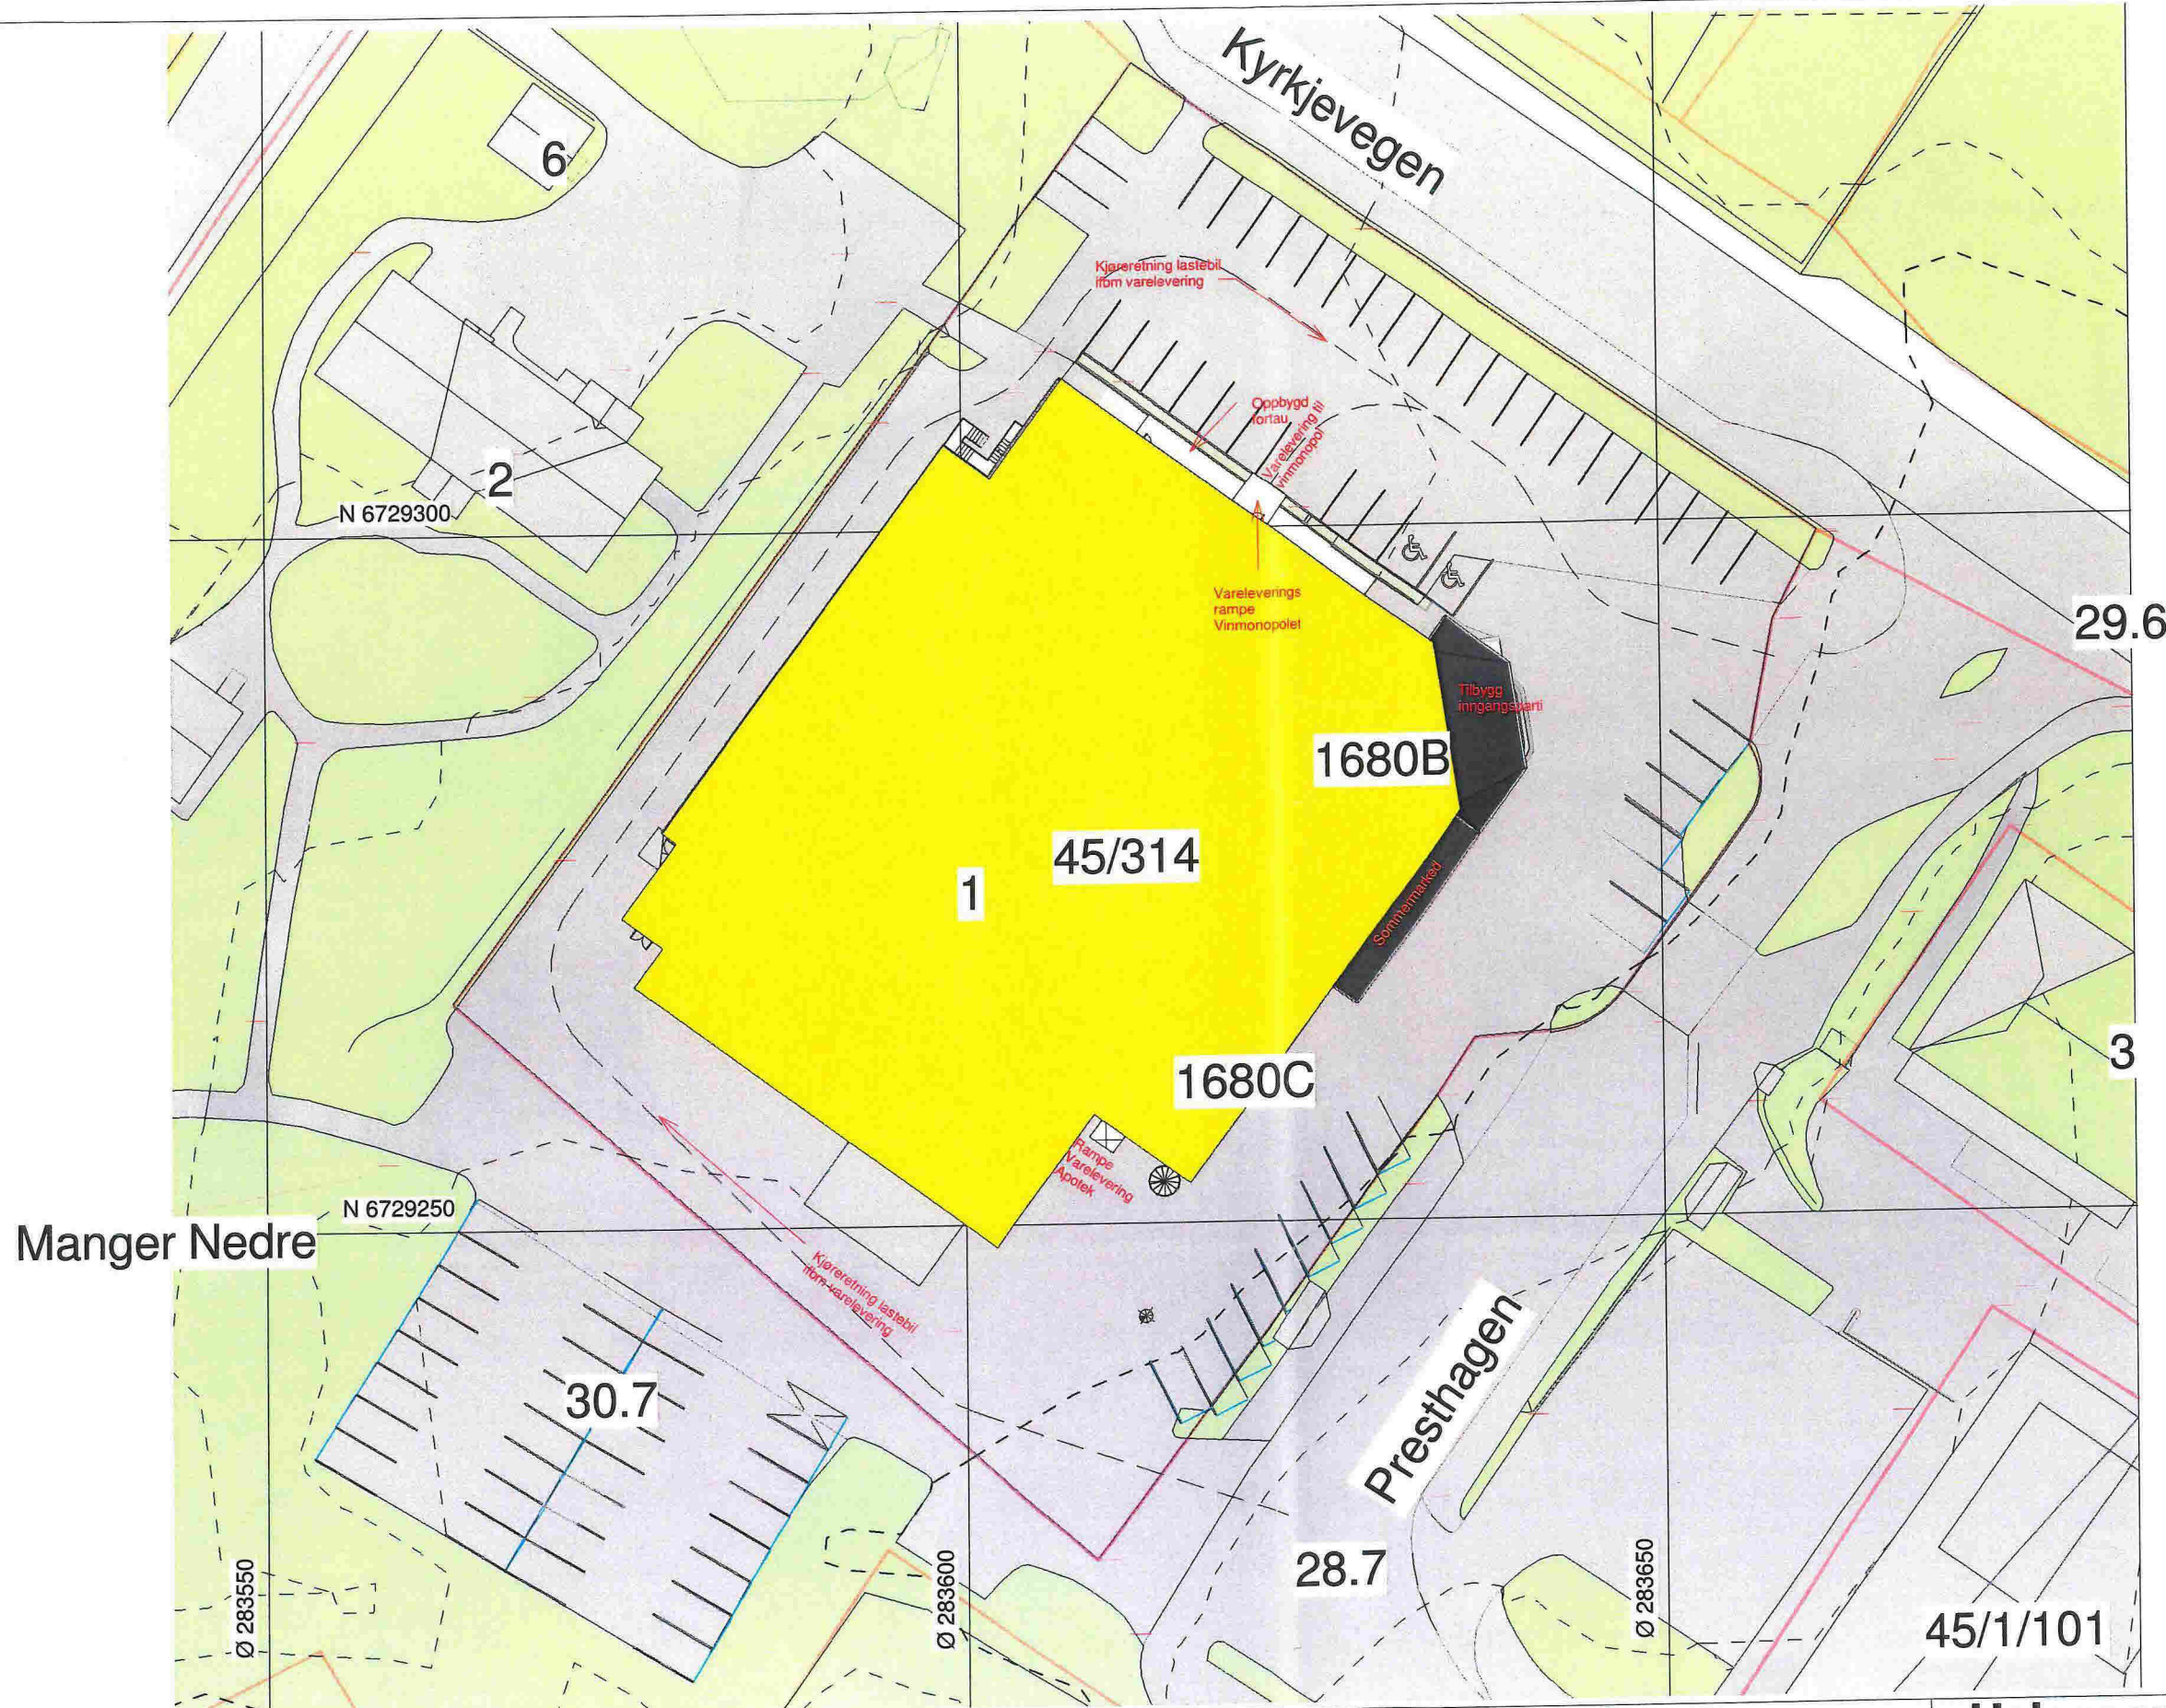 Kyrkjevegen
6
Kjøreretning lastebil
ifbm varelevering
Oppbygd
fortau
Varelevering til
vinmonopol
2
N 6729300
Vareleverings
rampe
Vinmonopolet
29.6
Tilbygg
inngangsparti
1680B
45/314
1
Sommermarked
3
1680C
Rampe
Varelevering
Apotek
N 6729250
Manger Nedre
Kjøreretning lastebil
ifbm varelevering
30.7
Presthagen
28.7
Ø 283550
Ø 283600
Ø 283650
45/1/101